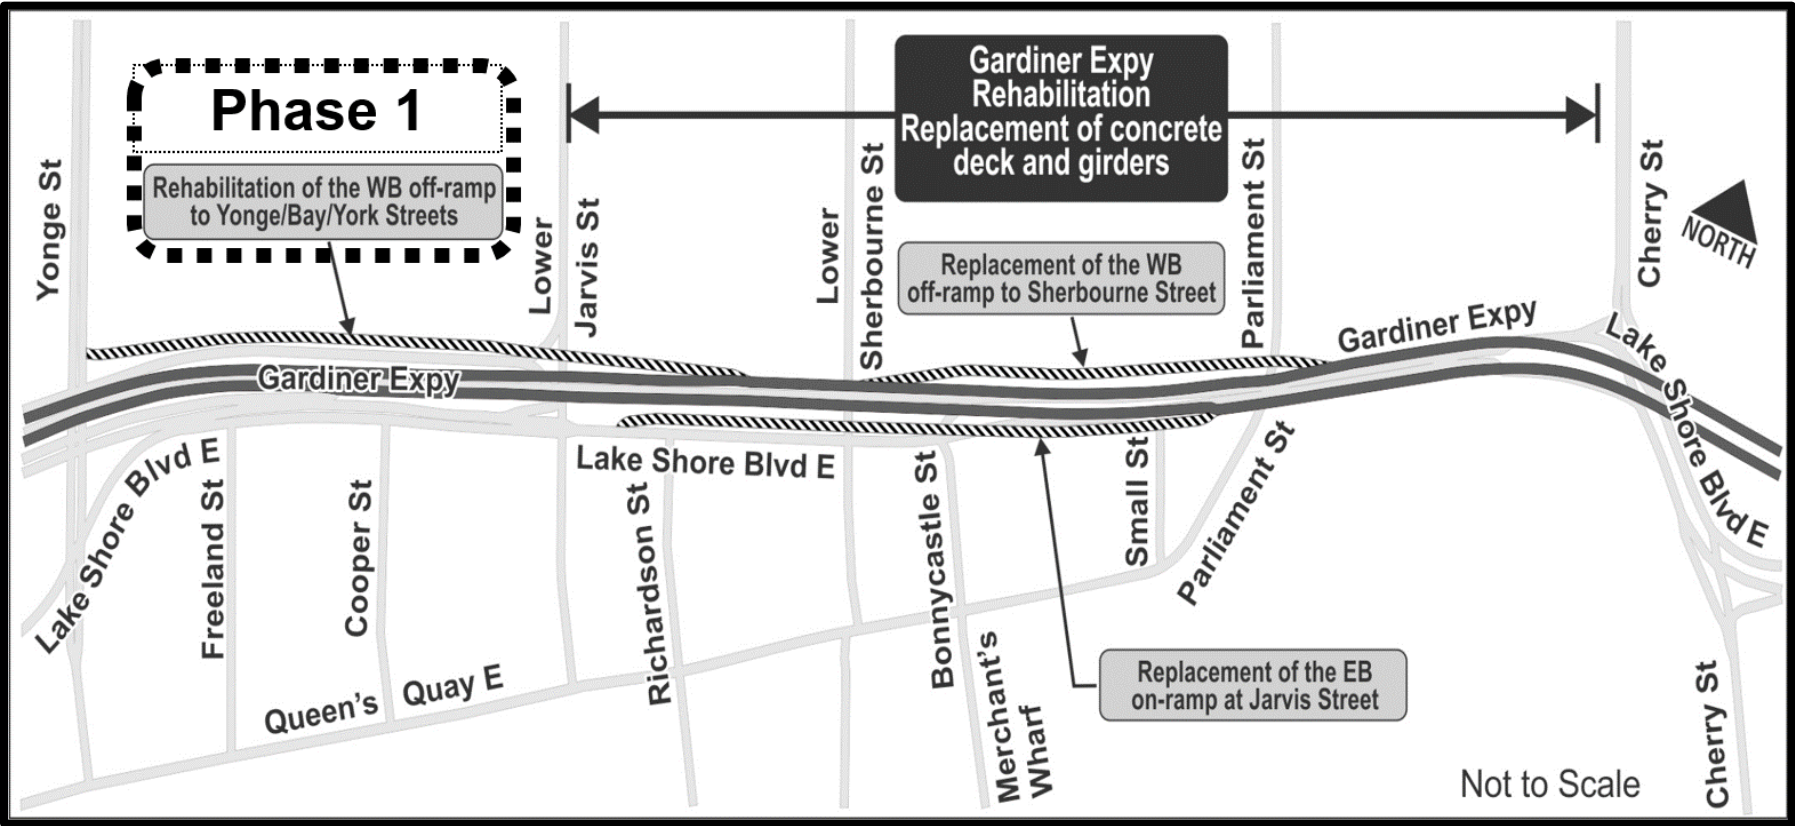 Phase 1
Rehabilitation of the WB off-ramp
to Yonge/Bay/York Streets
Gardiner Expy
Rehabilitation
Replacement of concrete
deck and girders
Replacement of the WB
off-ramp to Sherbourne Street
Replacement of the EB
on-ramp at Jarvis Street
Yonge St
Lower
Jarvis St
Lower
Sherbourne St
Parliament St
Cherry St
NORTH
Gardiner Expy
Gardiner Expy
Lake Shore Blvd E
Lake Shore Blvd E
Lake Shore Blvd E
Freeland St
Cooper St
Richardson St
Bonnycastle St
Small St
Parliament St
Queen's Quay E
Merchant's
Wharf
Cherry St
Not to Scale